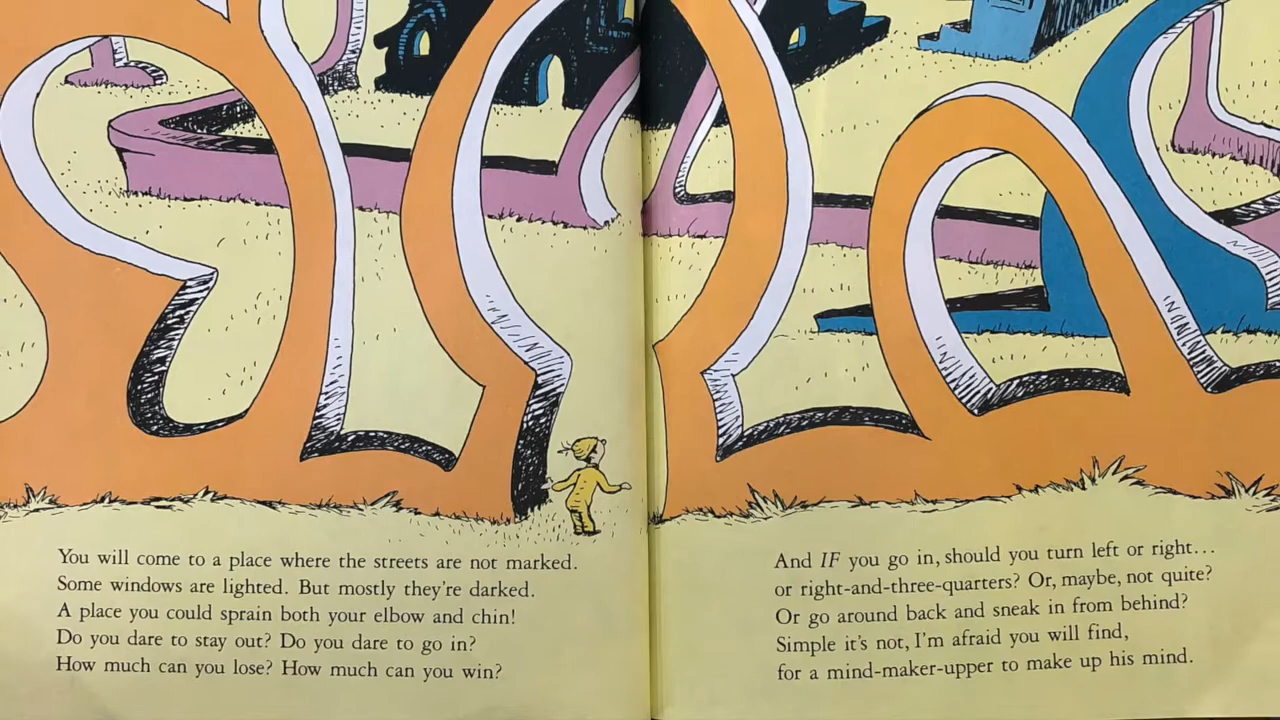 You will come to a place where the streets are not marked.
Some windows are lighted. But mostly they're darked.
A place you could sprain both your elbow and chin!
Do you dare to stay out? Do you dare to go in?
How much can you lose? How much can you win?
And IF you go in, should you turn left or right...
or right-and-three-quarters? Or, maybe, not quite?
Or go around back and sneak in from behind?
Simple it's not, I'm afraid you will find,
for a mind-maker-upper to make up his mind.